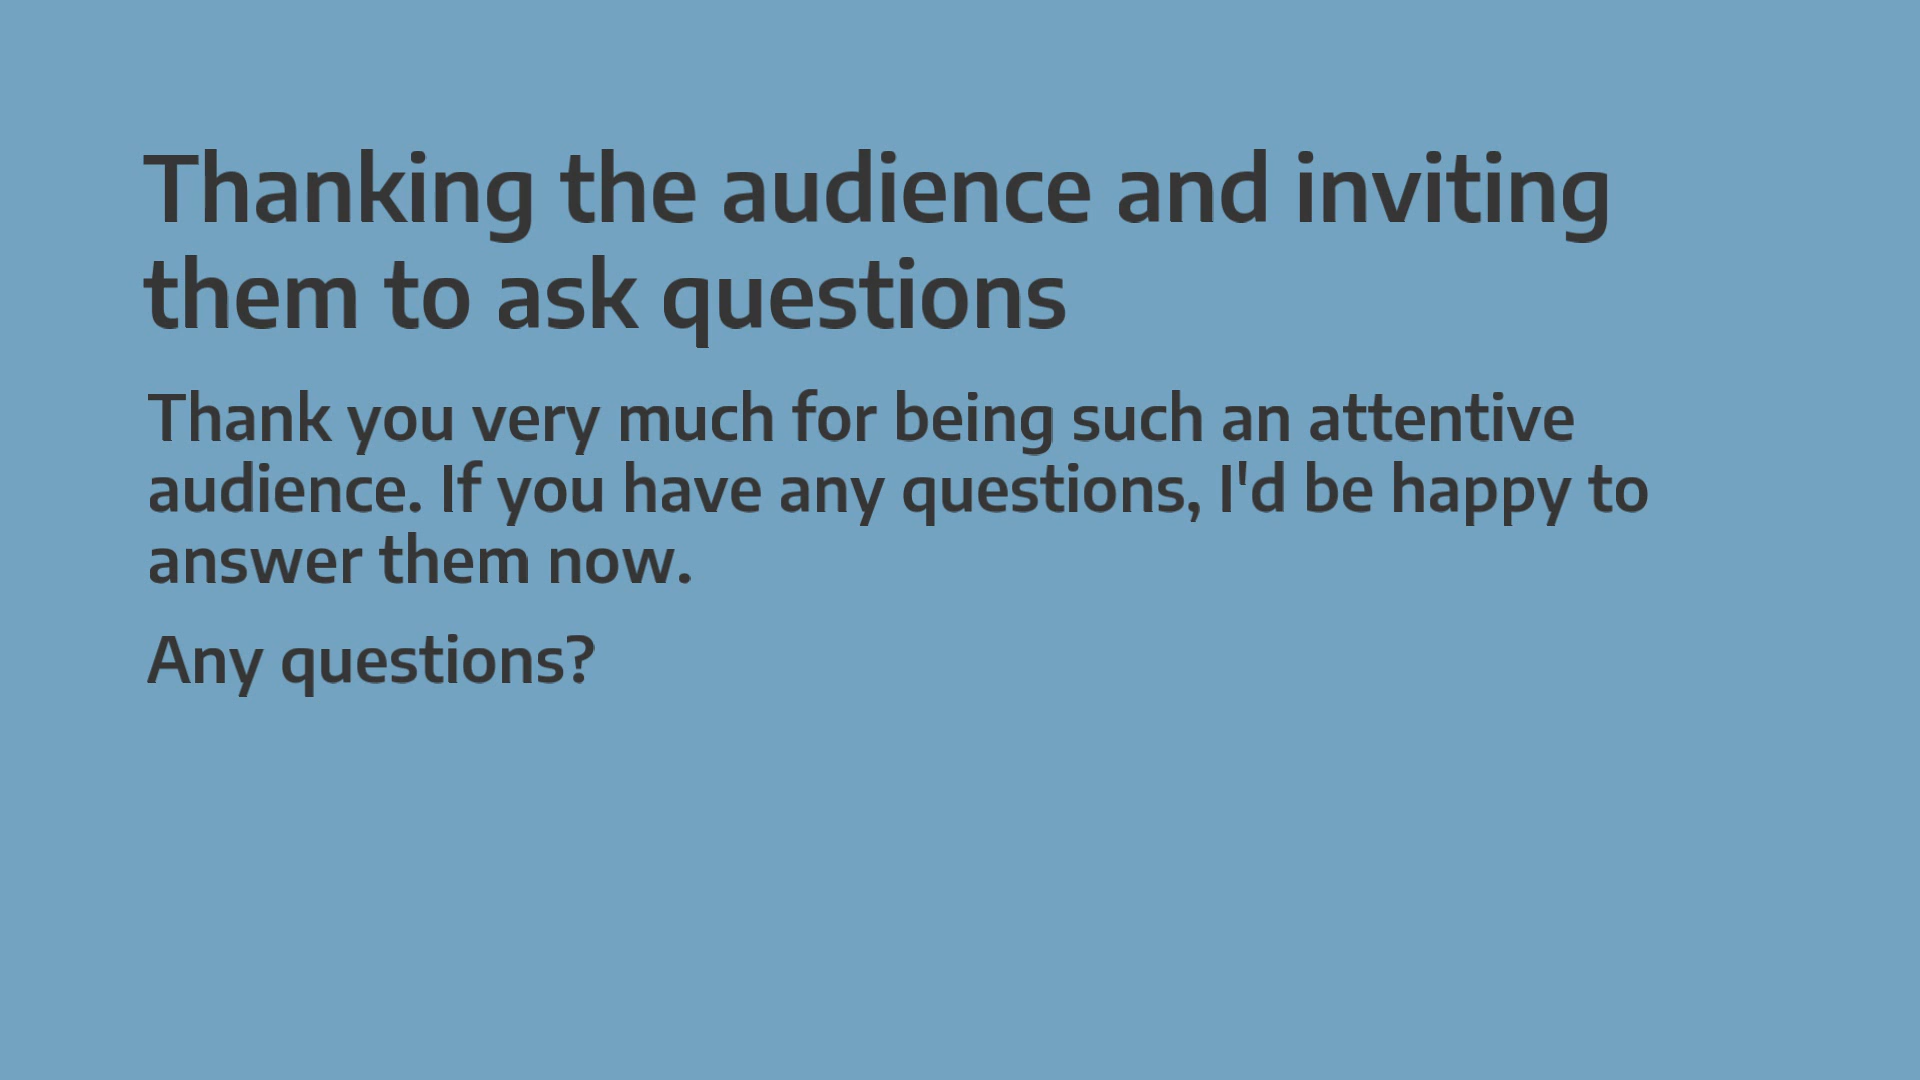 Thanking the audience and inviting
them to ask questions
Thank you very much for being such an attentive
audience. If you have any questions, I'd be happy to
answer them now.
Any questions?